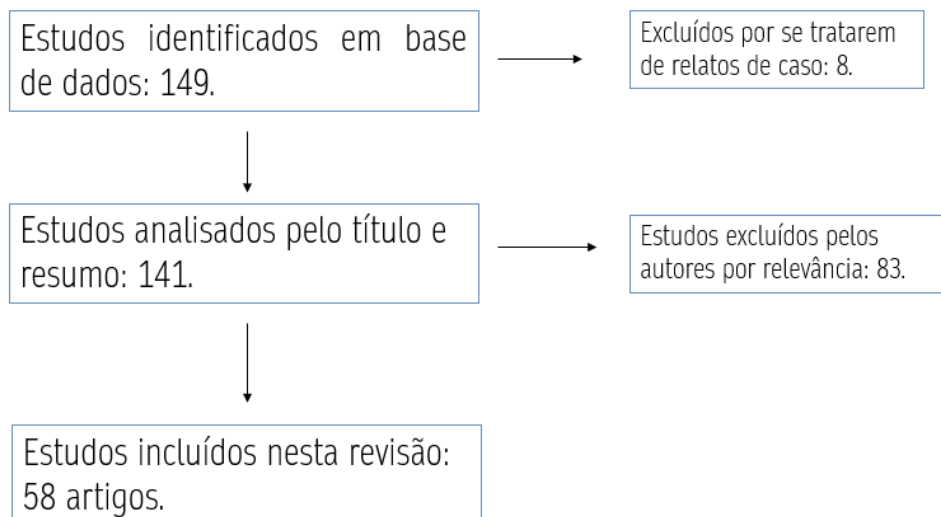 Estudos identificados em base
de dados: 149.
Excluídos por se tratarem
de relatos de caso: 8.
Estudos analisados pelo título e
resumo: 141.
Estudos excluídos pelos
autores por relevância: 83.
Estudos incluídos nesta revisão:
58 artigos.